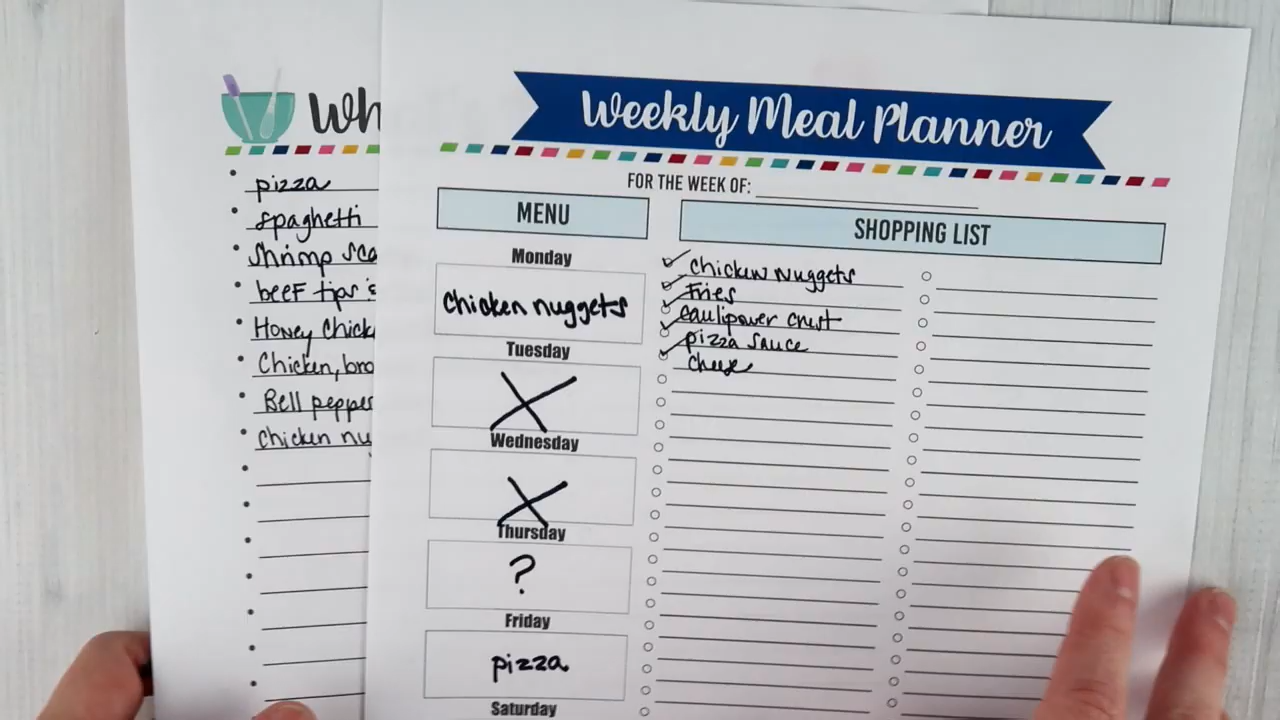 Wh
pizza
spaghetti
Shrimp sca
beef tips
Honey Chick
Chicken, bro
Bell pepper
chicken nu
Weekly Meal Planner
FOR THE WEEK OF:
MENU
Monday
chicken nuggets
Tuesday
X
Wednesday
X
Thursday
?
Friday
pizza
Saturday
SHOPPING LIST
chicken nuggets
Fries
cauliflower crust
pizza sauce
cheese